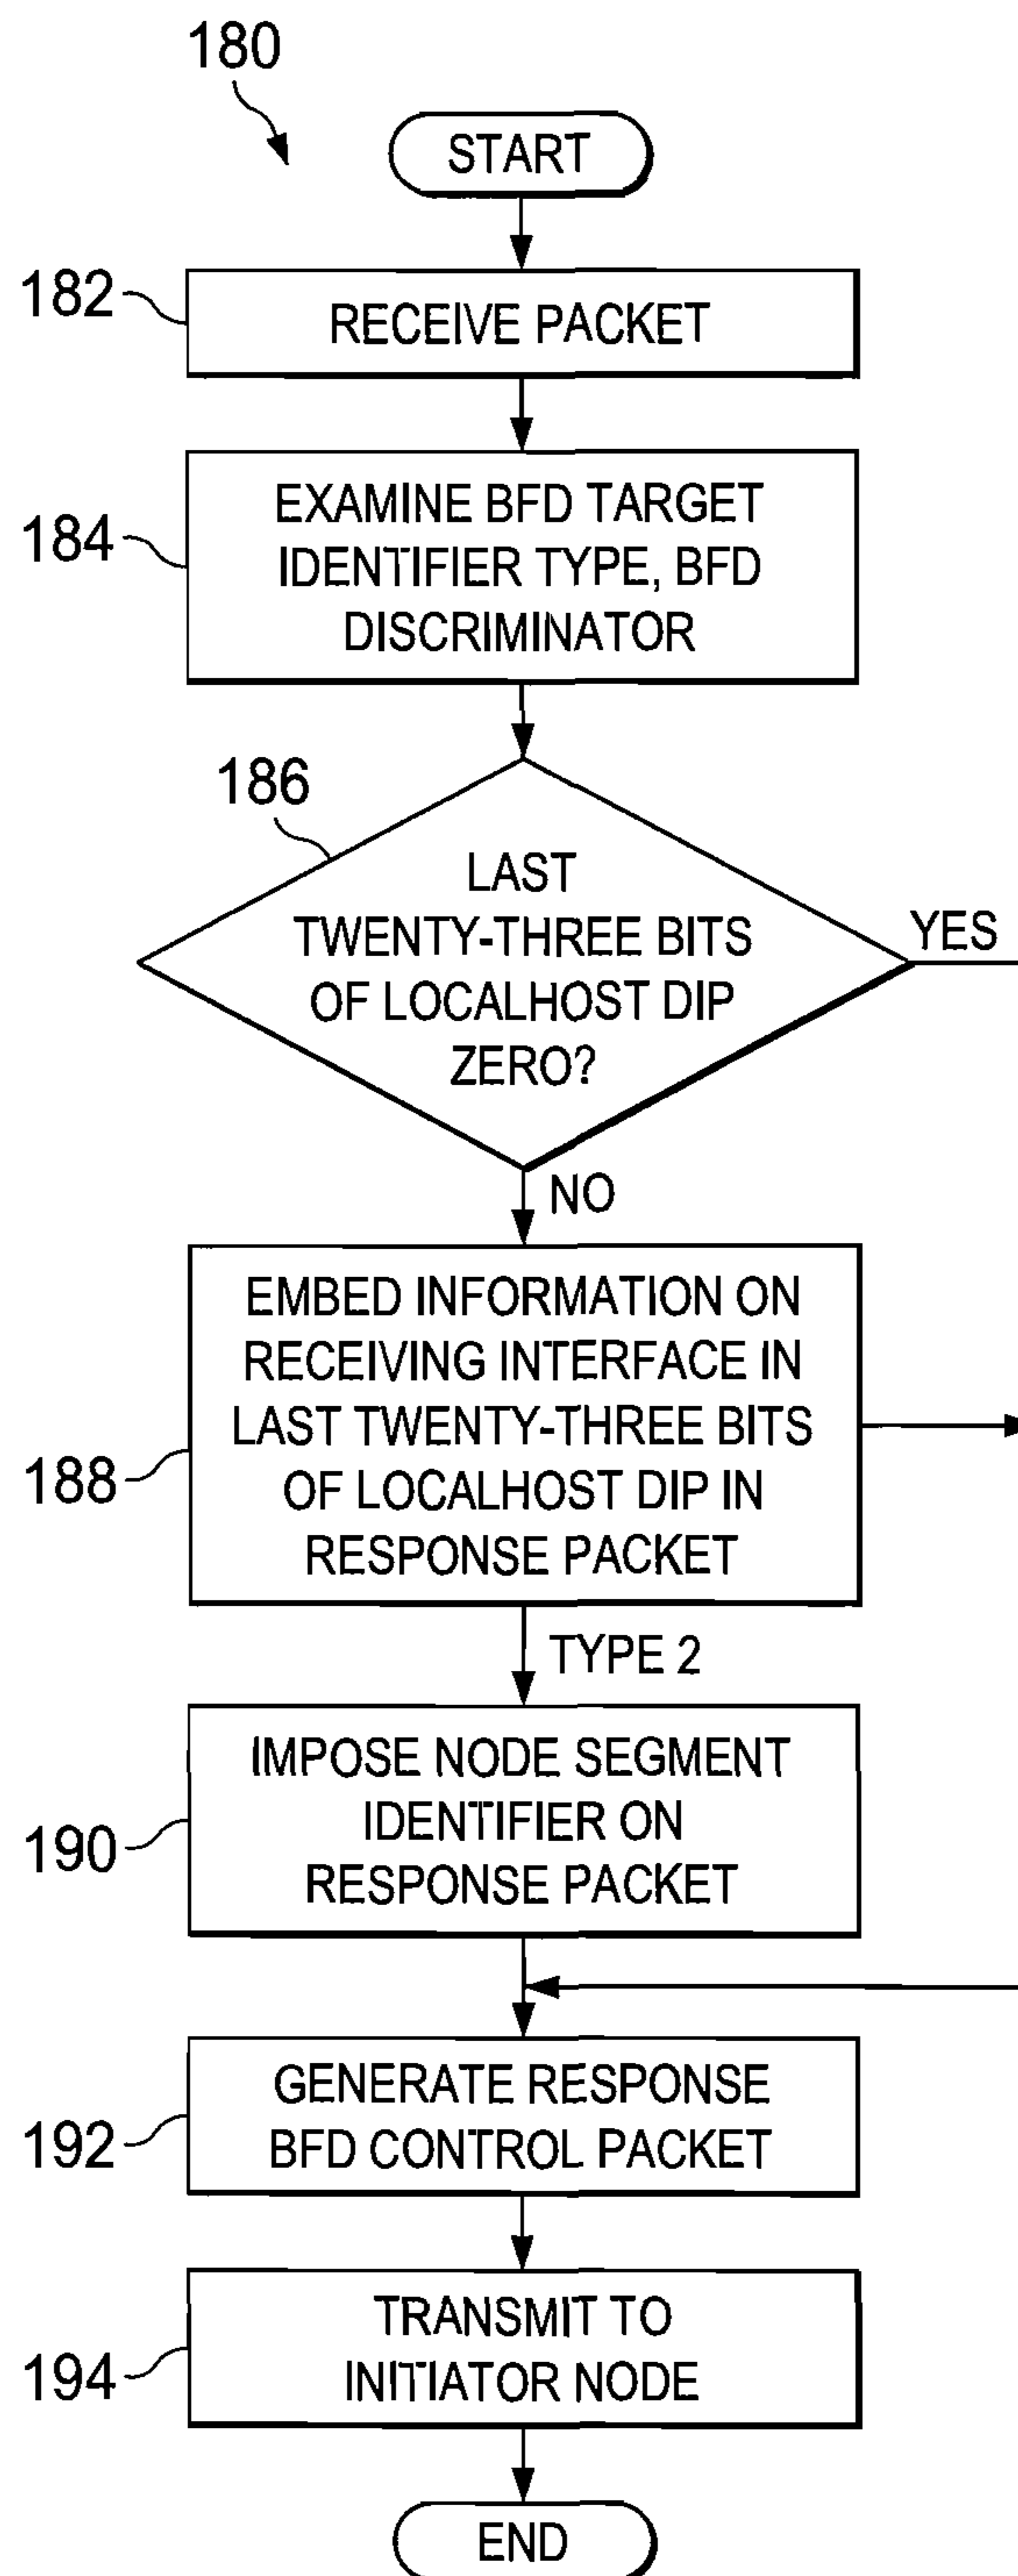 180
START
182
RECEIVE PACKET
184
EXAMINE BFD TARGET
IDENTIFIER TYPE, BFD
DISCRIMINATOR
186
LAST
TWENTY-THREE BITS
OF LOCALHOST DIP
ZERO?
YES
NO
188
EMBED INFORMATION ON
RECEIVING INTERFACE IN
LAST TWENTY-THREE BITS
OF LOCALHOST DIP IN
RESPONSE PACKET
TYPE 2
190
IMPOSE NODE SEGMENT
IDENTIFIER ON
RESPONSE PACKET
192
GENERATE RESPONSE
BFD CONTROL PACKET
194
TRANSMIT TO
INITIATOR NODE
END